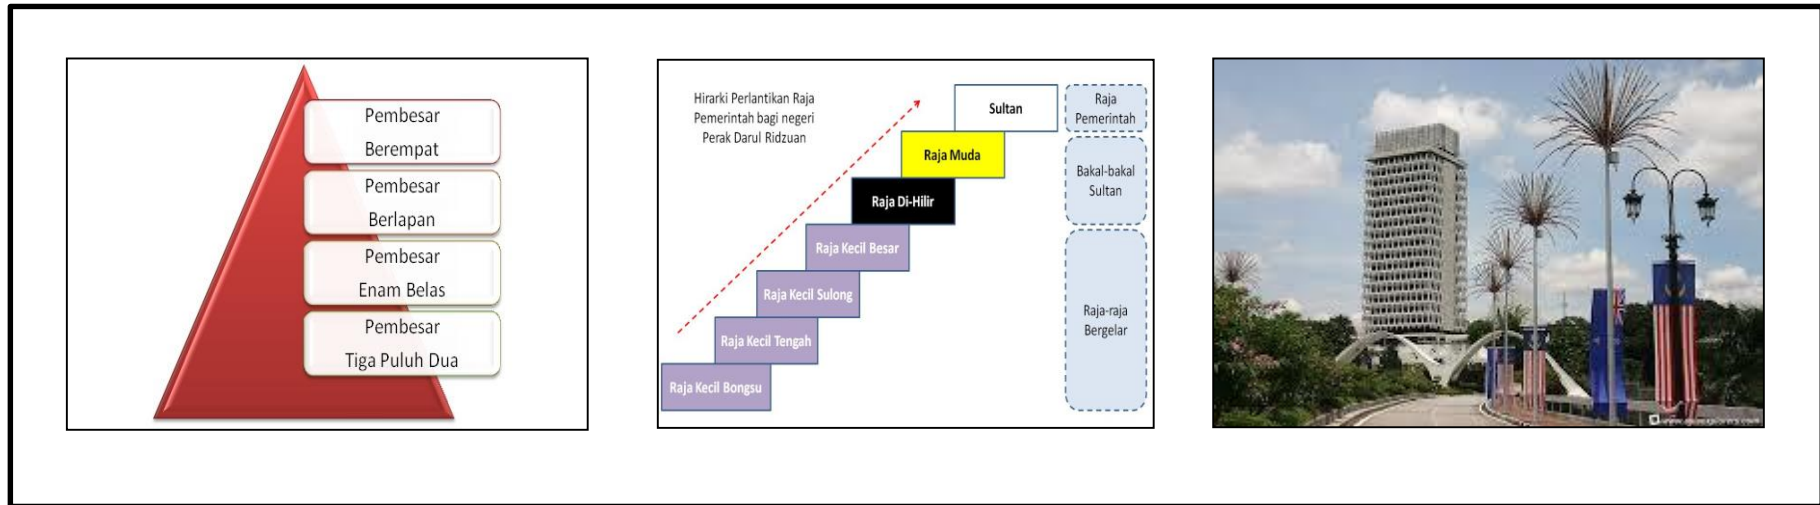 Pembesar
Berempat
Pembesar
Berlapan
Pembesar
Enam Belas
Pembesar
Tiga Puluh Dua
Hirarki Perlantikan Raja
Pemerintah bagi negeri
Perak Darul Ridzuan
Sultan
Raja Muda
Raja Di-Hilir
Raja Kecil Besar
Raja Kecil Sulong
Raja Kecil Tengah
Raja Kecil Bongsu
Raja
Pemerintah
Bakal-bakal
Sultan
Raja-raja
Bergelar